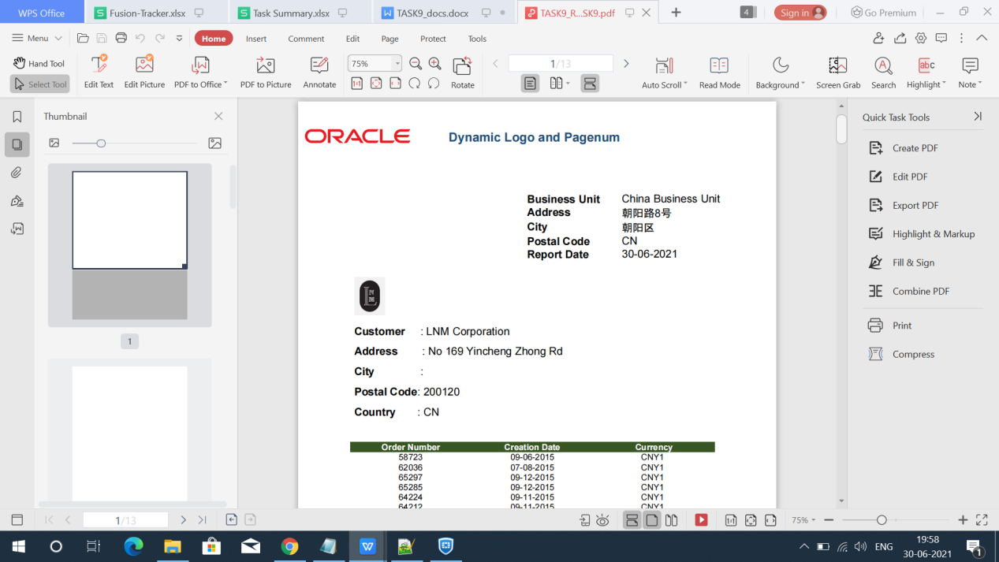 WPS Office
Fusion-Tracker.xlsx
Task Summary.xlsx
TASK9_docs.docx
TASK9_R...SK9.pdf
4
Sign in
Go Premium
Menu
Home
Insert
Comment
Edit
Page
Protect
Tools
Hand Tool
Select Tool
Edit Text
Edit Picture
PDF to Office
PDF to Picture
Annotate
75%
Rotate
1/13
Auto Scroll
Read Mode
Background
Screen Grab
Search
Highlight
Note
Thumbnail
1
ORACLE
Dynamic Logo and Pagenum
Business Unit China Business Unit
Address 朝阳路8号
City 朝阳区
Postal Code CN
Report Date 30-06-2021
LNM
Customer : LNM Corporation
Address : No 169 Yincheng Zhong Rd
City :
Postal Code: 200120
Country : CN
Order Number Creation Date Currency
58723 09-06-2015 CNY1
62036 07-08-2015 CNY1
65297 09-12-2015 CNY1
65285 09-12-2015 CNY1
64224 09-11-2015 CNY1
64212 09-11-2015 CNY1
Quick Task Tools
Create PDF
Edit PDF
Export PDF
Highlight & Markup
Fill & Sign
Combine PDF
Print
Compress
1/13
75%
ENG
19:58
30-06-2021
1